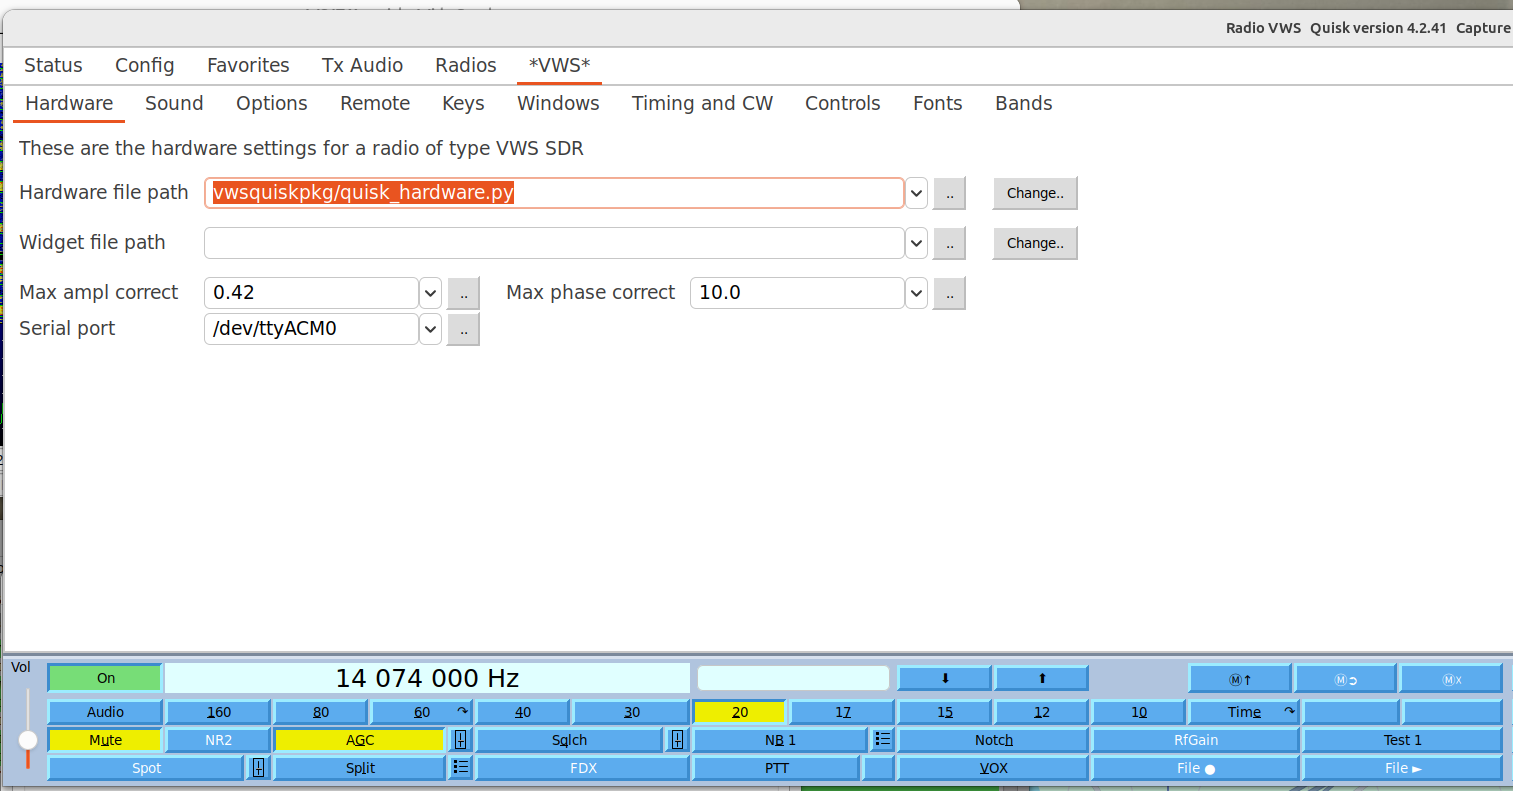 Radio VWS Quisk version 4.2.41 Capture
Status Config Favorites Tx Audio Radios *VWS*
Hardware Sound Options Remote Keys Windows Timing and CW Controls Fonts Bands
These are the hardware settings for a radio of type VWS SDR
Hardware file path vwsquiskpkg/quisk_hardware.py .. Change..
Widget file path .. Change..
Max ampl correct 0.42 .. Max phase correct 10.0 ..
Serial port /dev/ttyACM0 ..
Vol On 14 074 000 Hz ⬇ ⬆ Ⓜ↑ Ⓜ➲ Ⓜx
Audio 160 80 60 ↷ 40 30 20 17 15 12 10 Time ↷
Mute NR2 AGC Sqlch NB 1 Notch RfGain Test 1
Spot Split FDX PTT VOX File ● File ►